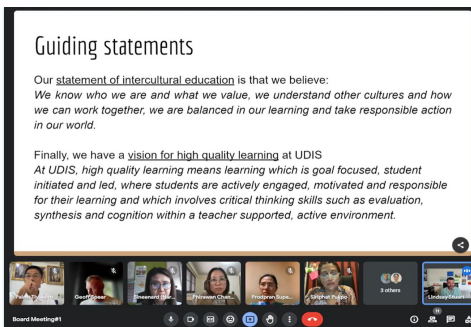 Guiding statements
Our statement of intercultural education is that we believe:
We know who we are and what we value, we understand other cultures and how
we can work together, we are balanced in our learning and take responsible action
in our world.
Finally, we have a vision for high quality learning at UDIS
At UDIS, high quality learning means learning which is goal focused, student
initiated and led, where students are actively engaged, motivated and responsible
for their learning and which involves critical thinking skills such as evaluation,
synthesis and cognition within a teacher supported, active environment.
Geoff Spear
Phirawan Chan...
Prodpran Supa...
3 others
Lindsay Stuart
Board Meeting#1